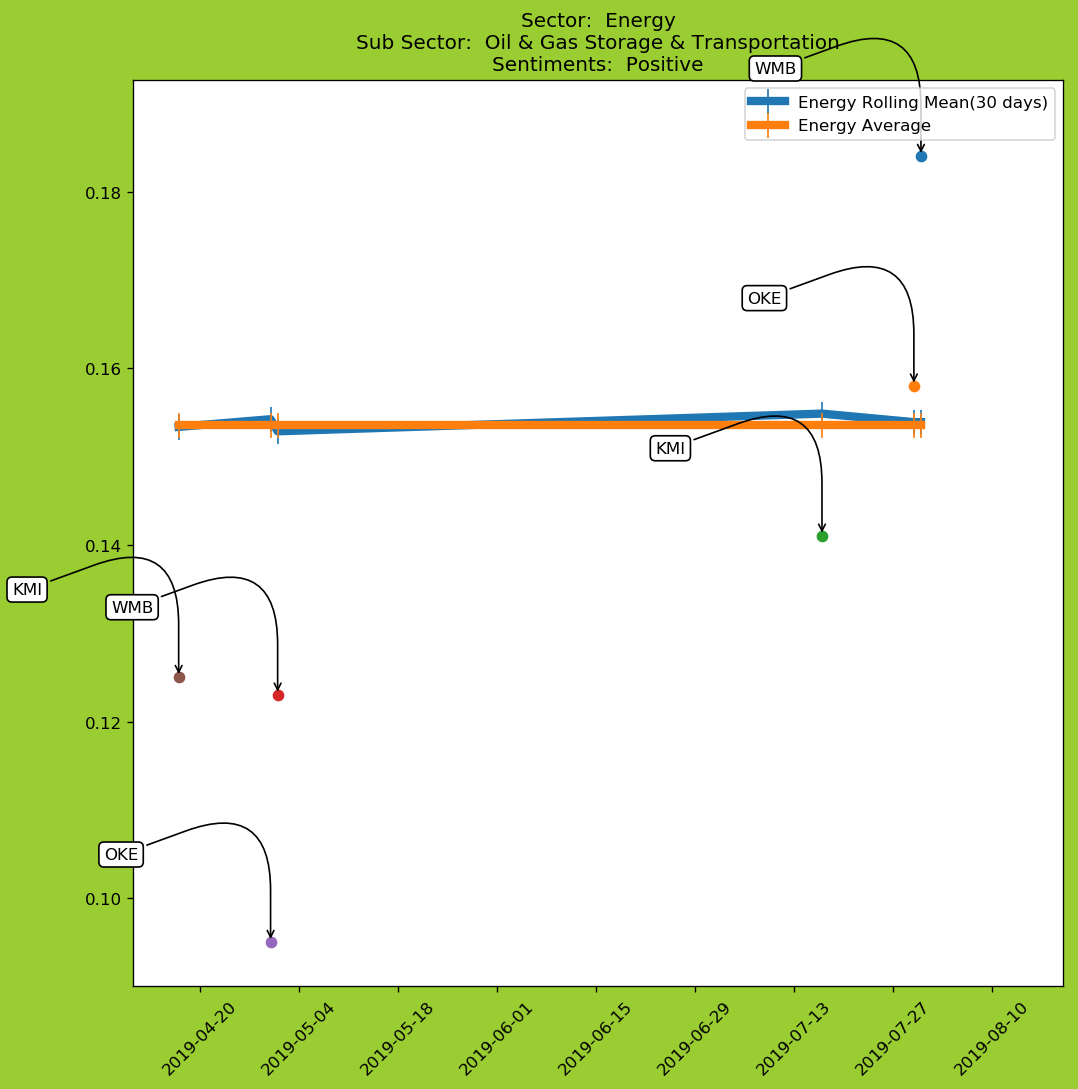 Sector:  Energy
Sub Sector:  Oil & Gas Storage & Transportation
Sentiments:  Positive
WMB
Energy Rolling Mean(30 days)
Energy Average
0.18
OKE
0.16
KMI
0.14
KMI
WMB
0.12
OKE
0.10
2019-04-20
2019-05-04
2019-05-18
2019-06-01
2019-06-15
2019-06-29
2019-07-13
2019-07-27
2019-08-10